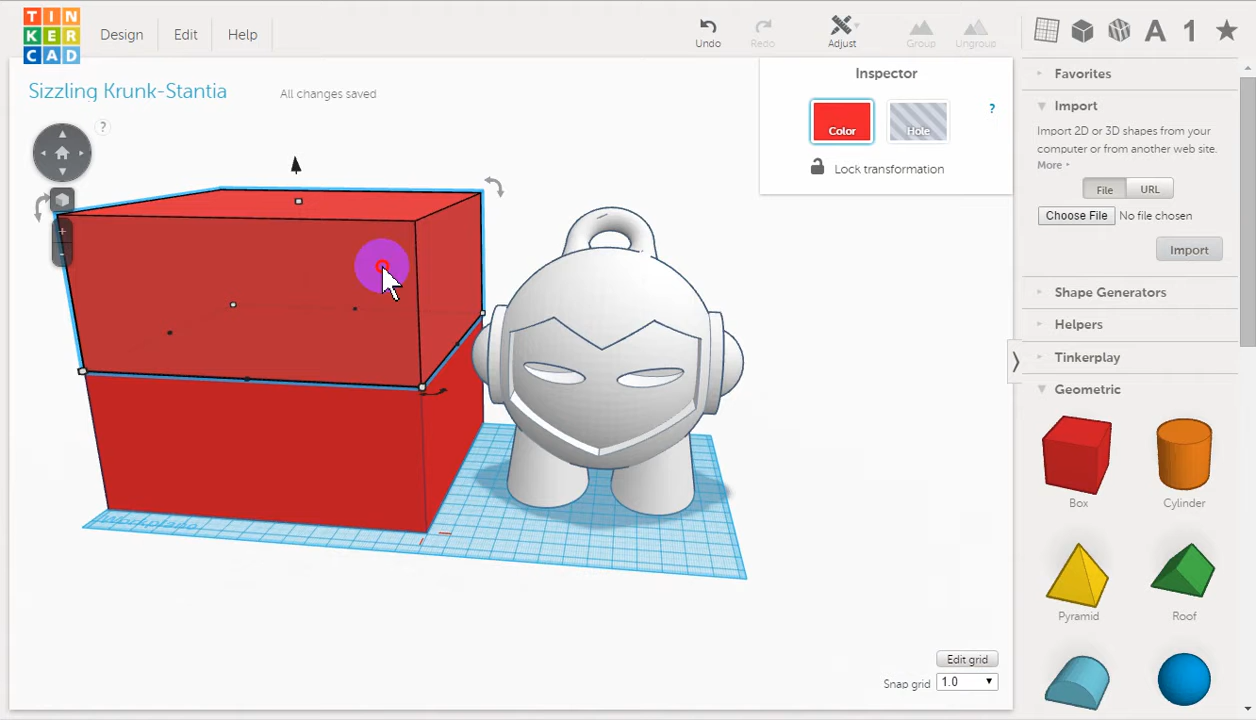 TIN
KER
CAD
Design
Edit
Help
Undo
Redo
Adjust
Group
Ungroup
A
1
Sizzling Krunk-Stantia
All changes saved
?
Inspector
Color
Hole
?
Lock transformation
+
-
Favorites
Import
Import 2D or 3D shapes from your
computer or from another web site.
More
File
URL
Choose File
No file chosen
Import
Shape Generators
Helpers
Tinkerplay
Geometric
Box
Cylinder
Pyramid
Roof
Edit grid
Snap grid
1.0